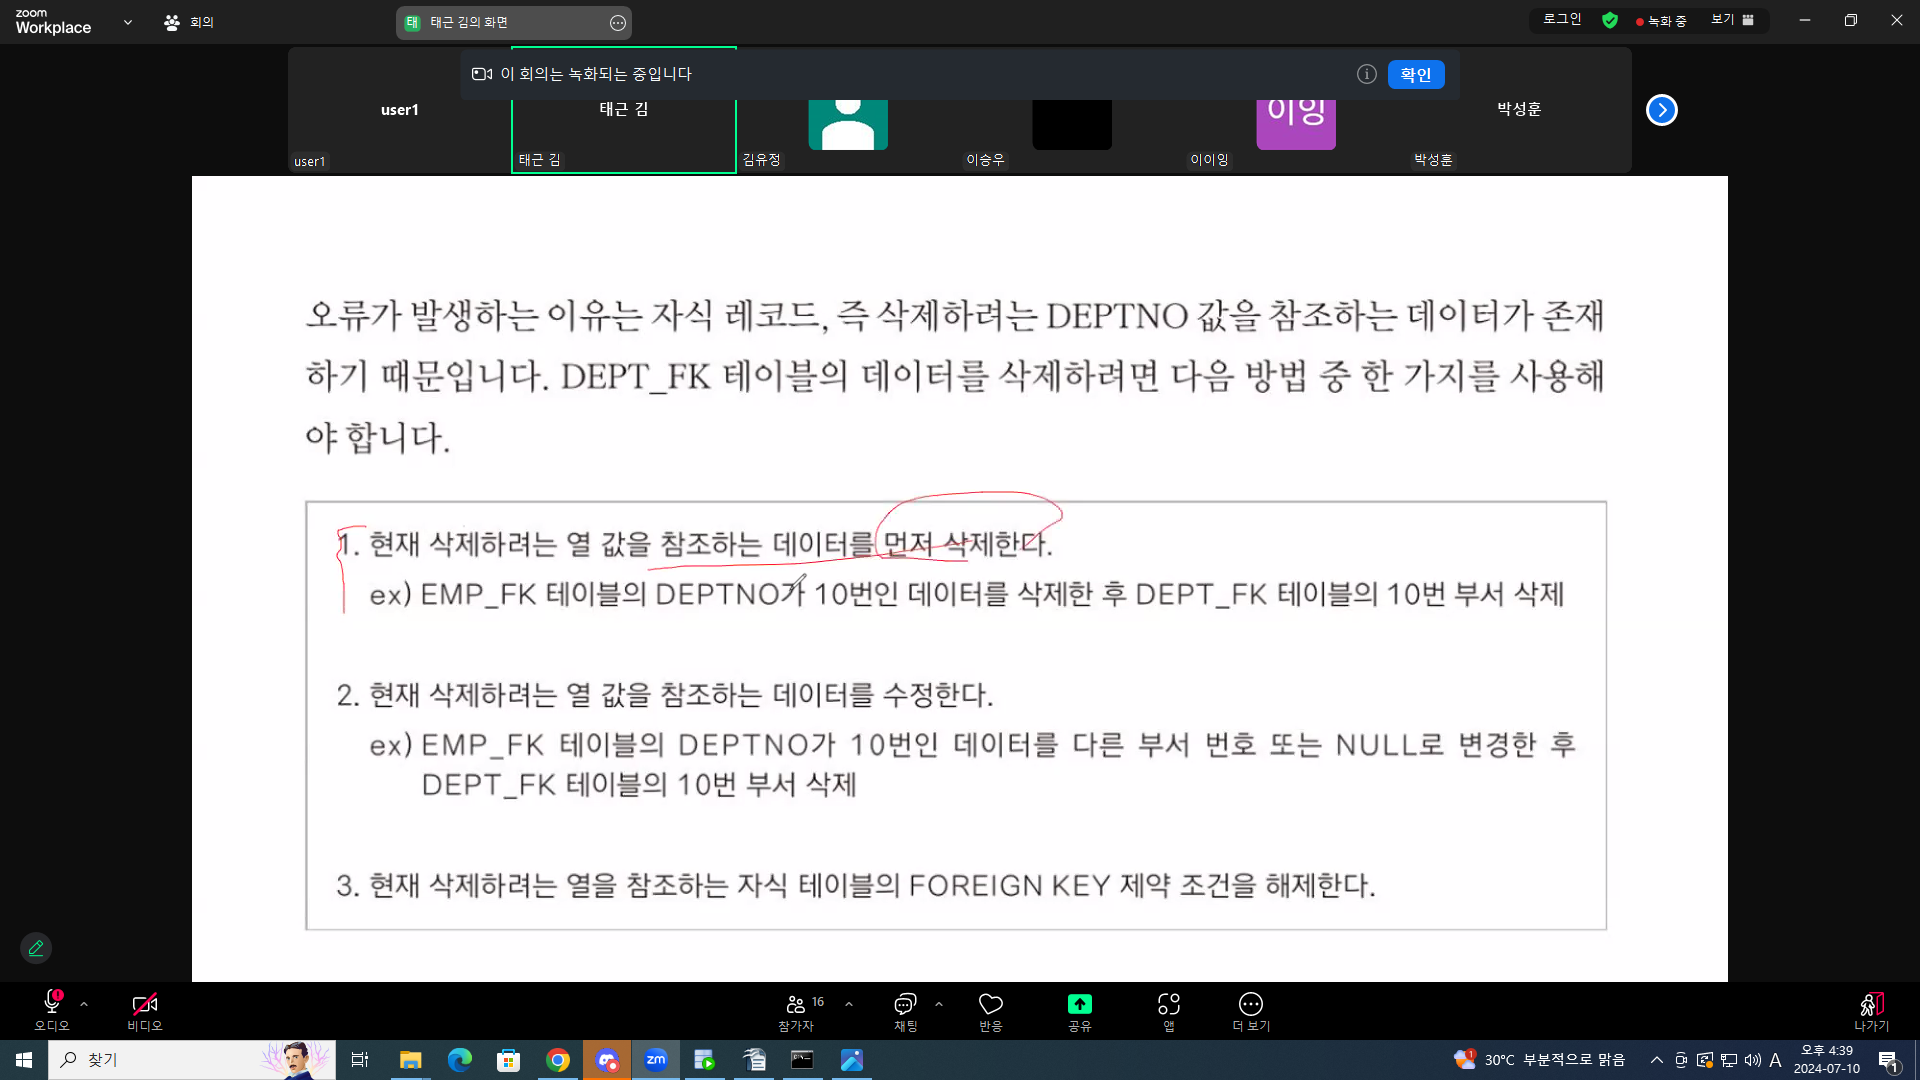 zoom
Workplace
회의
태 태근 김의 화면
로그인
녹화 중
보기
이 회의는 녹화되는 중입니다
확인
user1
태근 김
이잉
박성훈
user1
태근 김
김유정
이승우
이이잉
박성훈
오류가 발생하는 이유는 자식 레코드, 즉 삭제하려는 DEPTNO 값을 참조하는 데이터가 존재
하기 때문입니다. DEPT_FK 테이블의 데이터를 삭제하려면 다음 방법 중 한 가지를 사용해
야 합니다.
1. 현재 삭제하려는 열 값을 참조하는 데이터를 먼저 삭제한다.
ex) EMP_FK 테이블의 DEPTNO가 10번인 데이터를 삭제한 후 DEPT_FK 테이블의 10번 부서 삭제
2. 현재 삭제하려는 열 값을 참조하는 데이터를 수정한다.
ex) EMP_FK 테이블의 DEPTNO가 10번인 데이터를 다른 부서 번호 또는 NULL로 변경한 후
DEPT_FK 테이블의 10번 부서 삭제
3. 현재 삭제하려는 열을 참조하는 자식 테이블의 FOREIGN KEY 제약 조건을 해제한다.
오디오
비디오
16
참가자
채팅
반응
공유
앱
더 보기
나가기
찾기
zm
1
30°C 부분적으로 맑음
A
오후 4:39
2024-07-10
1